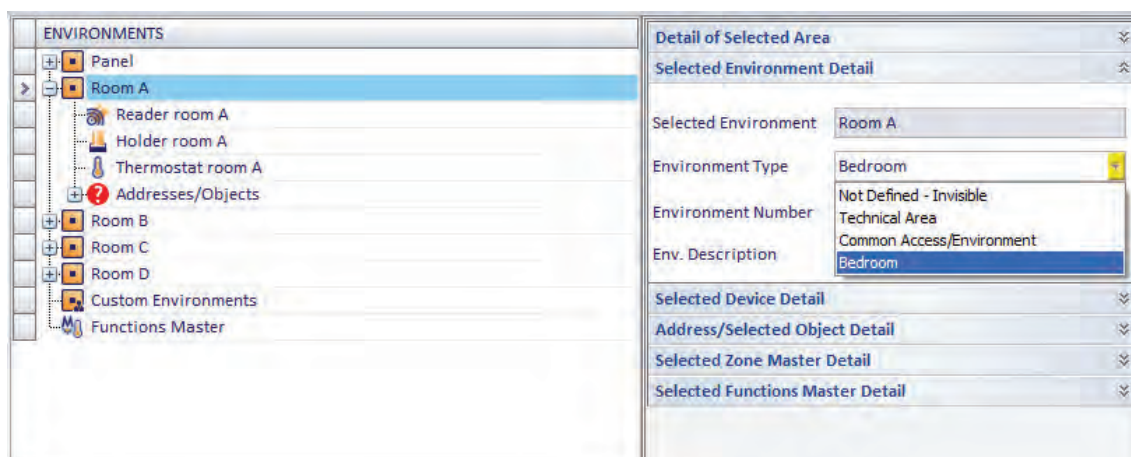 ENVIRONMENTS
Panel
Room A
Reader room A
Holder room A
Thermostat room A
Addresses/Objects
Room B
Room C
Room D
Custom Environments
Functions Master
Detail of Selected Area
Selected Environment Detail
Selected Environment Room A
Environment Type Bedroom
Not Defined - Invisible
Technical Area
Environment Number
Common Access/Environment
Env. Description
Bedroom
Selected Device Detail
Address/Selected Object Detail
Selected Zone Master Detail
Selected Functions Master Detail